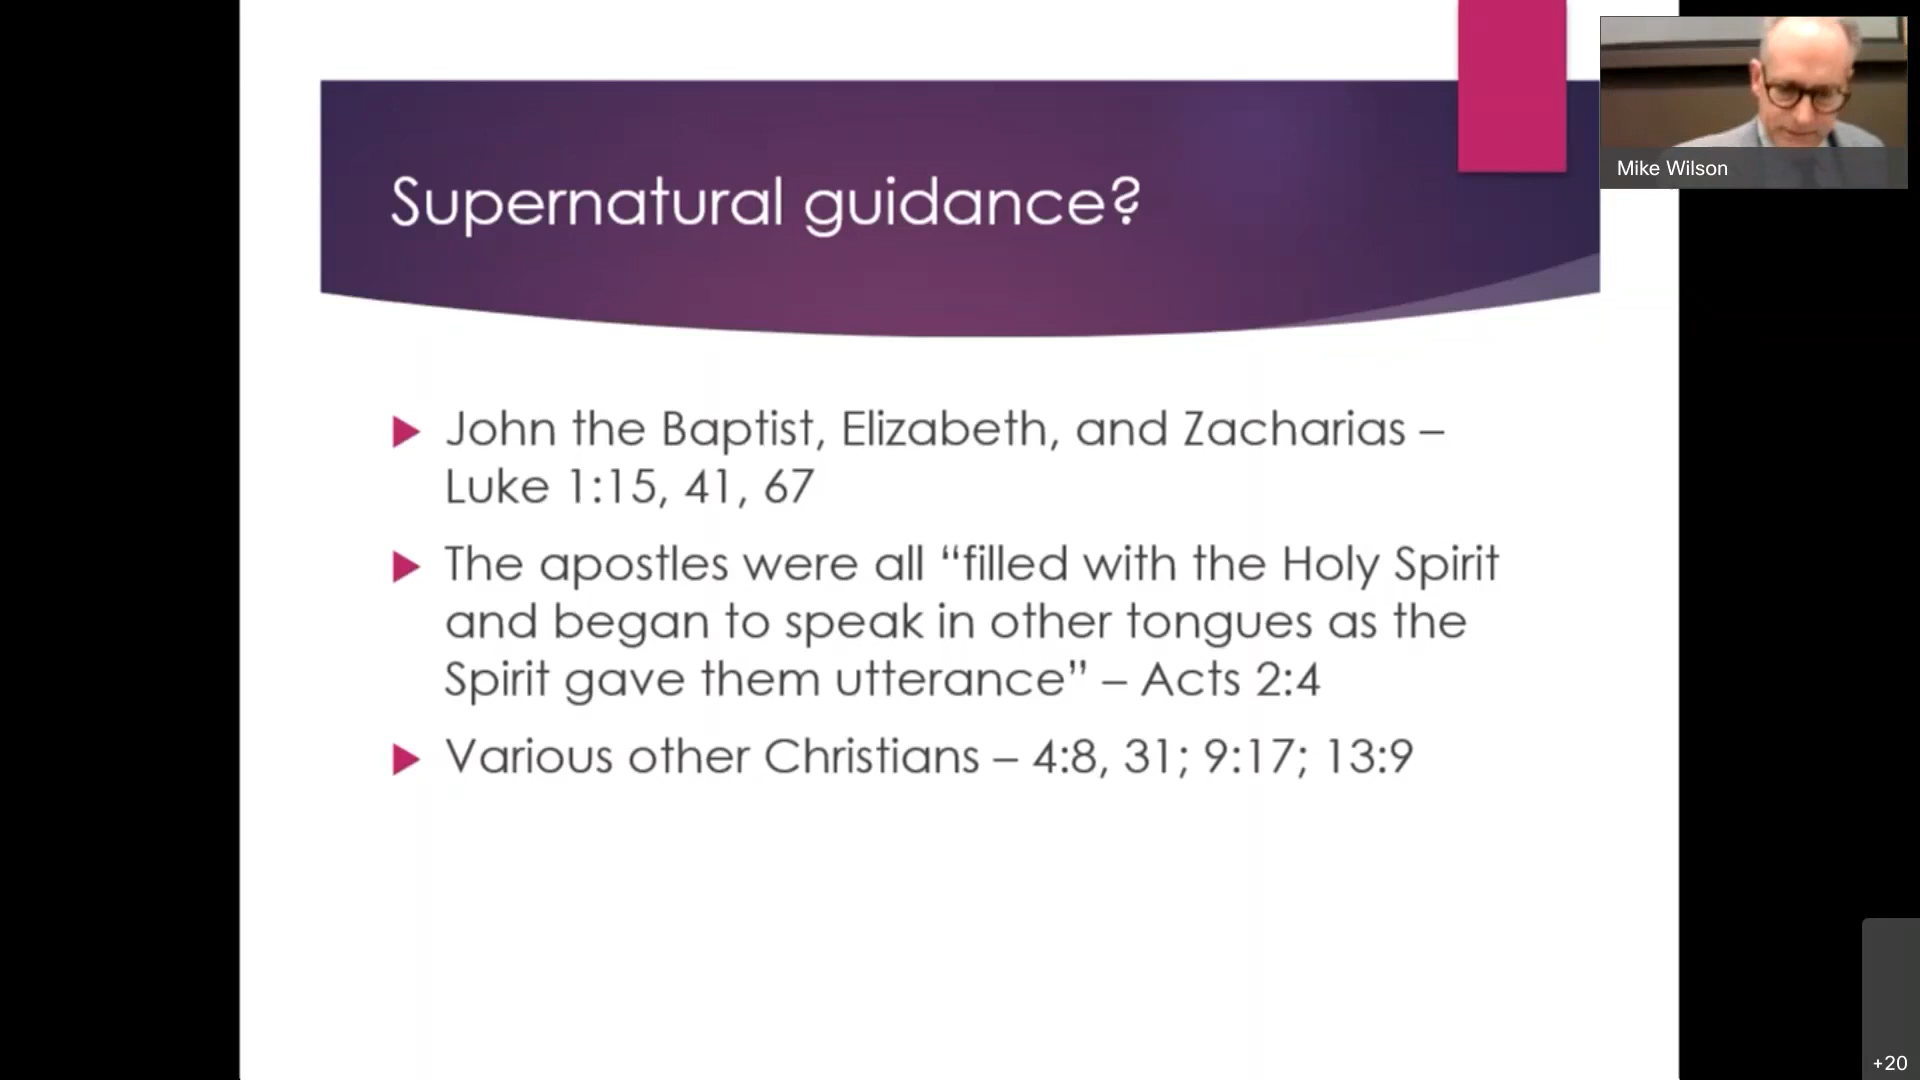 Supernatural guidance?
Mike Wilson
John the Baptist, Elizabeth, and Zacharias –
Luke 1:15, 41, 67
The apostles were all “filled with the Holy Spirit
and began to speak in other tongues as the
Spirit gave them utterance” – Acts 2:4
Various other Christians – 4:8, 31; 9:17; 13:9
+20